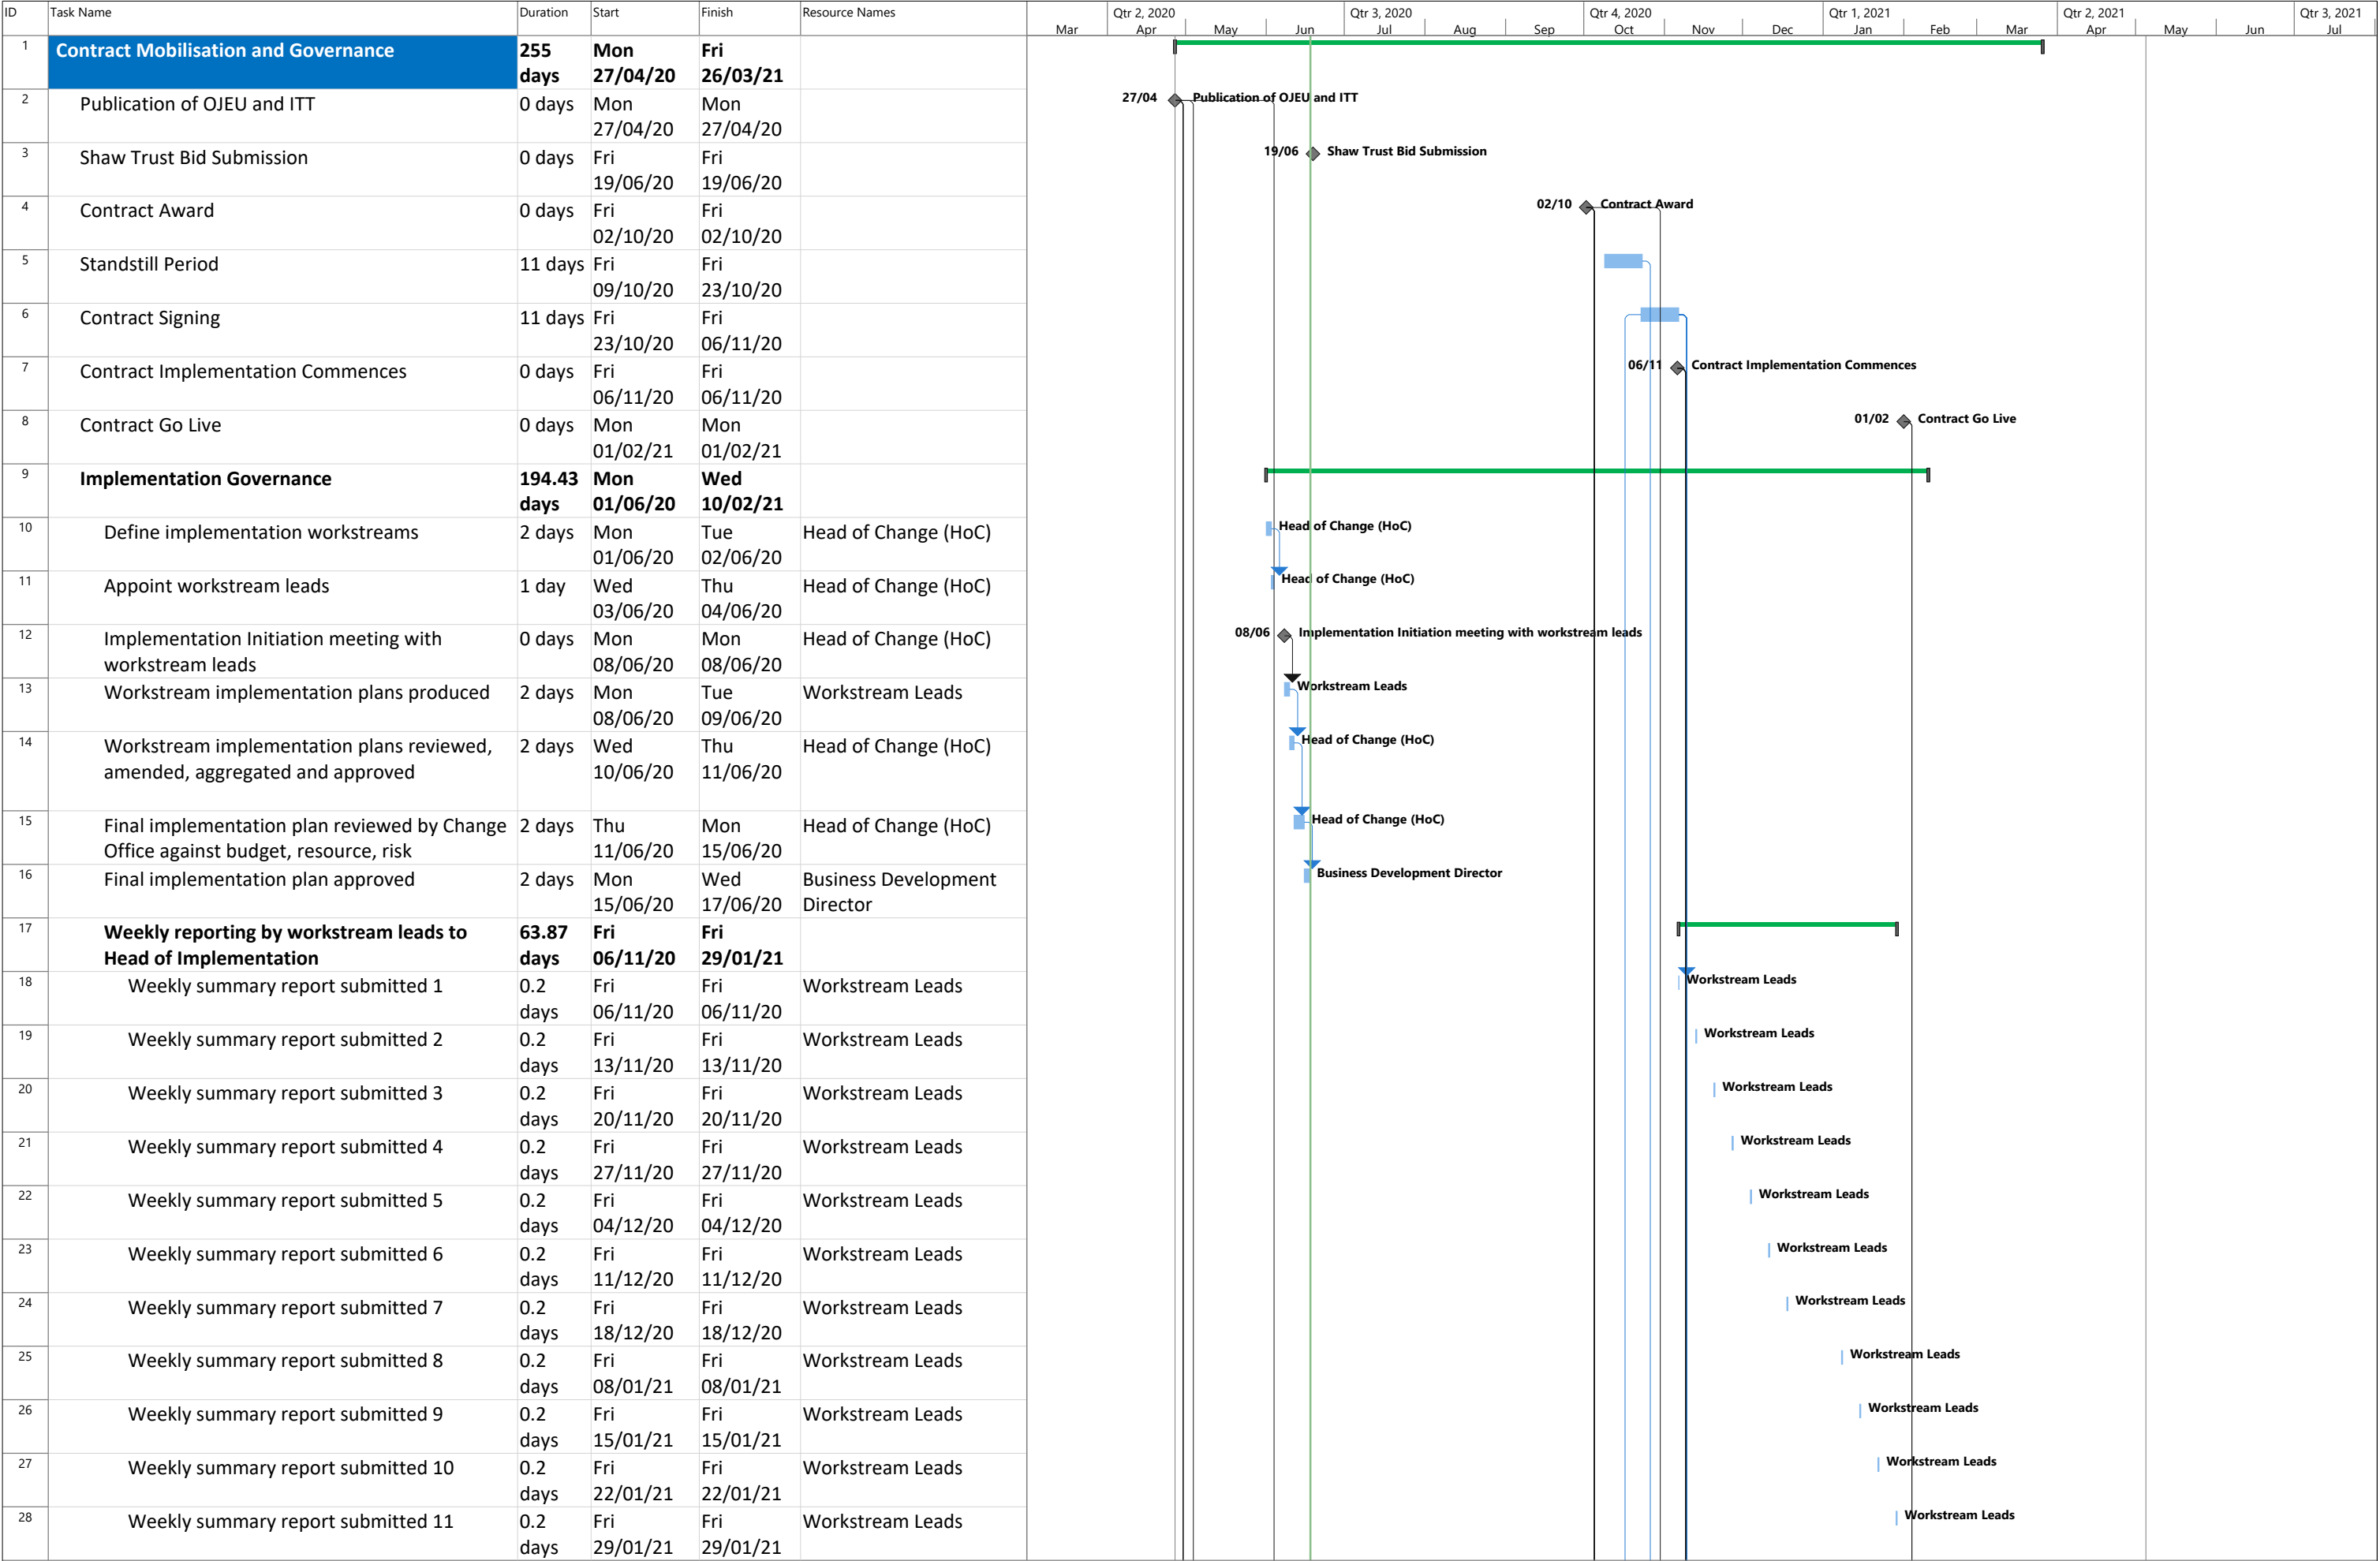 ID Task Name Duration Start Finish Resource Names
Qtr 2, 2020 Qtr 3, 2020 Qtr 4, 2020 Qtr 1, 2021 Qtr 2, 2021 Qtr 3, 2021
Mar Apr May Jun Jul Aug Sep Oct Nov Dec Jan Feb Mar Apr May Jun Jul
1 Contract Mobilisation and Governance 255 Mon Fri
days 27/04/20 26/03/21
2 Publication of OJEU and ITT 0 days Mon Mon 27/04 Publication of OJEU and ITT
27/04/20 27/04/20
3 Shaw Trust Bid Submission 0 days Fri Fri 19/06 Shaw Trust Bid Submission
19/06/20 19/06/20
4 Contract Award 0 days Fri Fri 02/10 Contract Award
02/10/20 02/10/20
5 Standstill Period 11 days Fri Fri
09/10/20 23/10/20
6 Contract Signing 11 days Fri Fri
23/10/20 06/11/20
7 Contract Implementation Commences 0 days Fri Fri 06/11 Contract Implementation Commences
06/11/20 06/11/20
8 Contract Go Live 0 days Mon Mon 01/02 Contract Go Live
01/02/21 01/02/21
9 Implementation Governance 194.43 Mon Wed
days 01/06/20 10/02/21
10 Define implementation workstreams 2 days Mon Tue Head of Change (HoC) Head of Change (HoC)
01/06/20 02/06/20
11 Appoint workstream leads 1 day Wed Thu Head of Change (HoC) Head of Change (HoC)
03/06/20 04/06/20
12 Implementation Initiation meeting with 0 days Mon Mon Head of Change (HoC) 08/06 Implementation Initiation meeting with workstream leads
workstream leads 08/06/20 08/06/20
13 Workstream implementation plans produced 2 days Mon Tue Workstream Leads Workstream Leads
08/06/20 09/06/20
14 Workstream implementation plans reviewed, 2 days Wed Thu Head of Change (HoC) Head of Change (HoC)
amended, aggregated and approved 10/06/20 11/06/20
15 Final implementation plan reviewed by Change 2 days Thu Mon Head of Change (HoC) Head of Change (HoC)
Office against budget, resource, risk 11/06/20 15/06/20
16 Final implementation plan approved 2 days Mon Wed Business Development Business Development Director
15/06/20 17/06/20 Director
17 Weekly reporting by workstream leads to 63.87 Fri Fri
Head of Implementation days 06/11/20 29/01/21
18 Weekly summary report submitted 1 0.2 Fri Fri Workstream Leads Workstream Leads
days 06/11/20 06/11/20
19 Weekly summary report submitted 2 0.2 Fri Fri Workstream Leads Workstream Leads
days 13/11/20 13/11/20
20 Weekly summary report submitted 3 0.2 Fri Fri Workstream Leads Workstream Leads
days 20/11/20 20/11/20
21 Weekly summary report submitted 4 0.2 Fri Fri Workstream Leads Workstream Leads
days 27/11/20 27/11/20
22 Weekly summary report submitted 5 0.2 Fri Fri Workstream Leads Workstream Leads
days 04/12/20 04/12/20
23 Weekly summary report submitted 6 0.2 Fri Fri Workstream Leads Workstream Leads
days 11/12/20 11/12/20
24 Weekly summary report submitted 7 0.2 Fri Fri Workstream Leads Workstream Leads
days 18/12/20 18/12/20
25 Weekly summary report submitted 8 0.2 Fri Fri Workstream Leads Workstream Leads
days 08/01/21 08/01/21
26 Weekly summary report submitted 9 0.2 Fri Fri Workstream Leads Workstream Leads
days 15/01/21 15/01/21
27 Weekly summary report submitted 10 0.2 Fri Fri Workstream Leads Workstream Leads
days 22/01/21 22/01/21
28 Weekly summary report submitted 11 0.2 Fri Fri Workstream Leads Workstream Leads
days 29/01/21 29/01/21